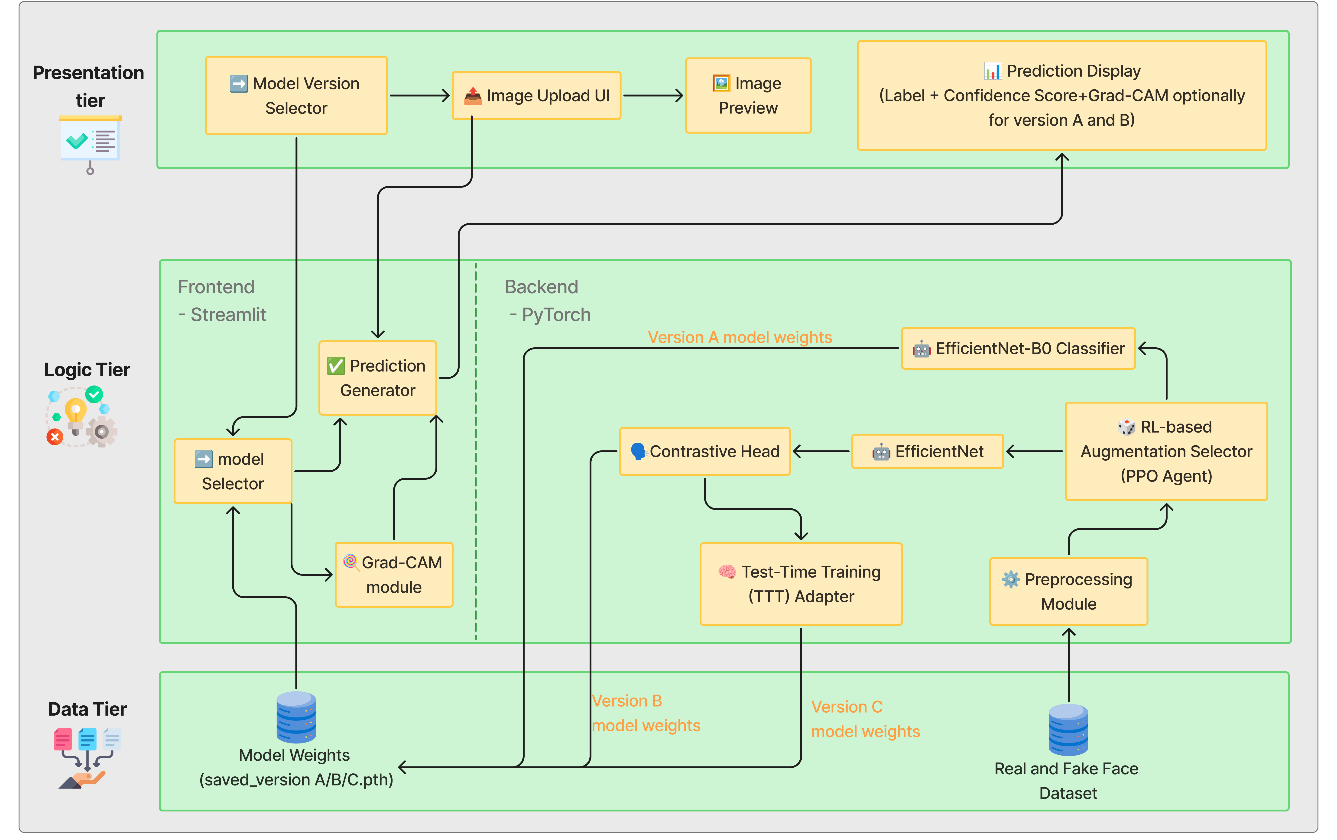 Presentation
tier
Model Version
Selector
Image Upload UI
Image
Preview
Prediction Display
(Label + Confidence Score+Grad-CAM optionally
for version A and B)
Logic Tier
Frontend
- Streamlit
Backend
- PyTorch
Prediction
Generator
model
Selector
Grad-CAM
module
Version A model weights
EfficientNet-B0 Classifier
RL-based
Augmentation Selector
(PPO Agent)
EfficientNet
Contrastive Head
Test-Time Training
(TTT) Adapter
Preprocessing
Module
Data Tier
Model Weights
(saved_version A/B/C.pth)
Version B
model weights
Version C
model weights
Real and Fake Face
Dataset